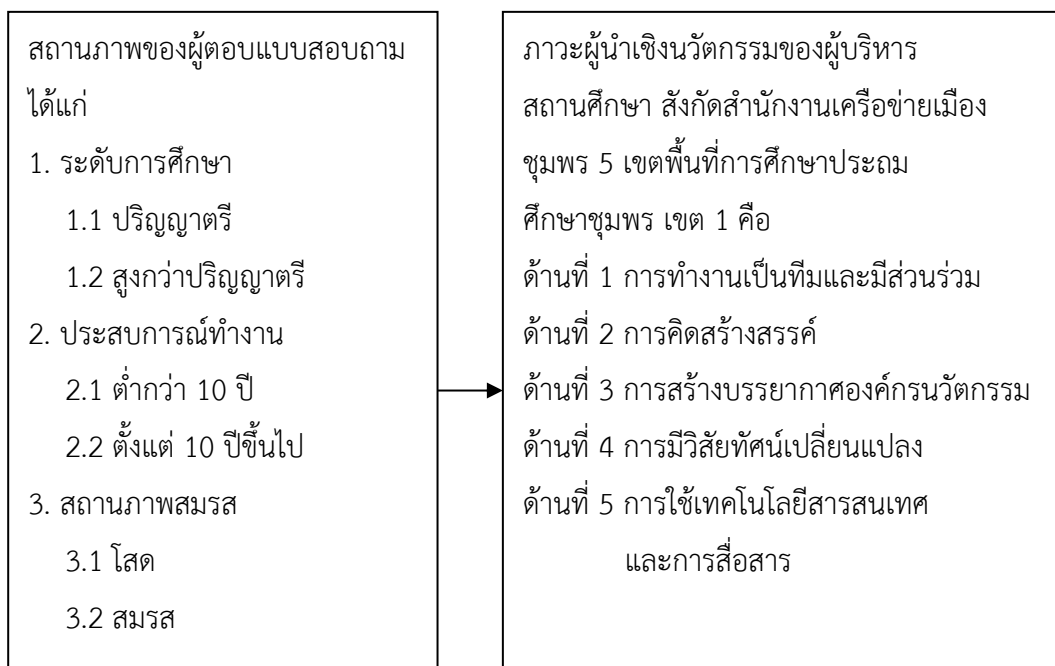 สถานภาพของผู้ตอบแบบสอบถาม
ได้แก่
1. ระดับการศึกษา
1.1 ปริญญาตรี
1.2 สูงกว่าปริญญาตรี
2. ประสบการณ์ทำงาน
2.1 ต่ำกว่า 10 ปี
2.2 ตั้งแต่ 10 ปีขึ้นไป
3. สถานภาพสมรส
3.1 โสด
3.2 สมรส
ภาวะผู้นำเชิงนวัตกรรมของผู้บริหาร
สถานศึกษา สังกัดสำนักงานเครือข่ายเมือง
ชุมพร 5 เขตพื้นที่การศึกษาประถม
ศึกษาชุมพร เขต 1 คือ
ด้านที่ 1 การทำงานเป็นทีมและมีส่วนร่วม
ด้านที่ 2 การคิดสร้างสรรค์
ด้านที่ 3 การสร้างบรรยากาศองค์กรนวัตกรรม
ด้านที่ 4 การมีวิสัยทัศน์เปลี่ยนแปลง
ด้านที่ 5 การใช้เทคโนโลยีสารสนเทศ
และการสื่อสาร